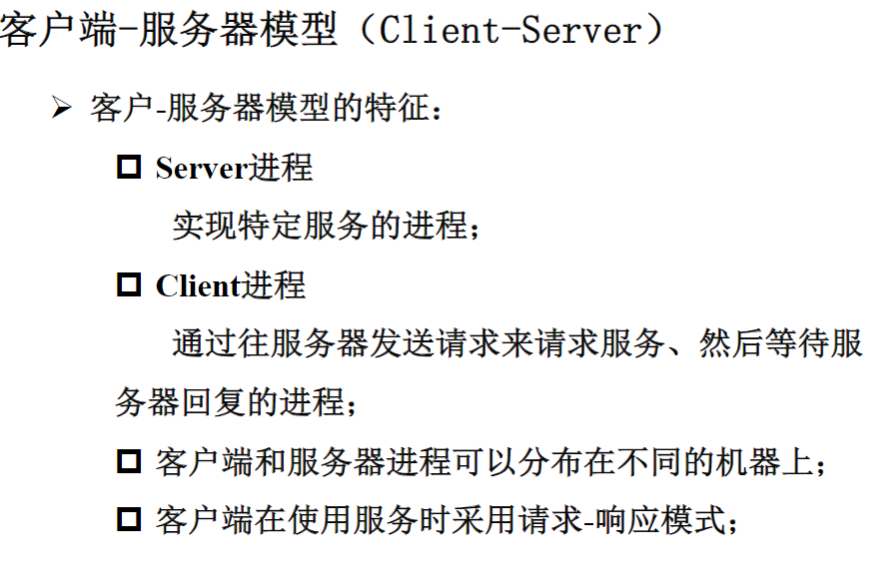 客户端-服务器模型（Client-Server）
➢ 客户-服务器模型的特征：
❑ Server进程
实现特定服务的进程；
❑ Client进程
通过往服务器发送请求来请求服务、然后等待服
务器回复的进程；
❑ 客户端和服务器进程可以分布在不同的机器上；
❑ 客户端在使用服务时采用请求-响应模式；